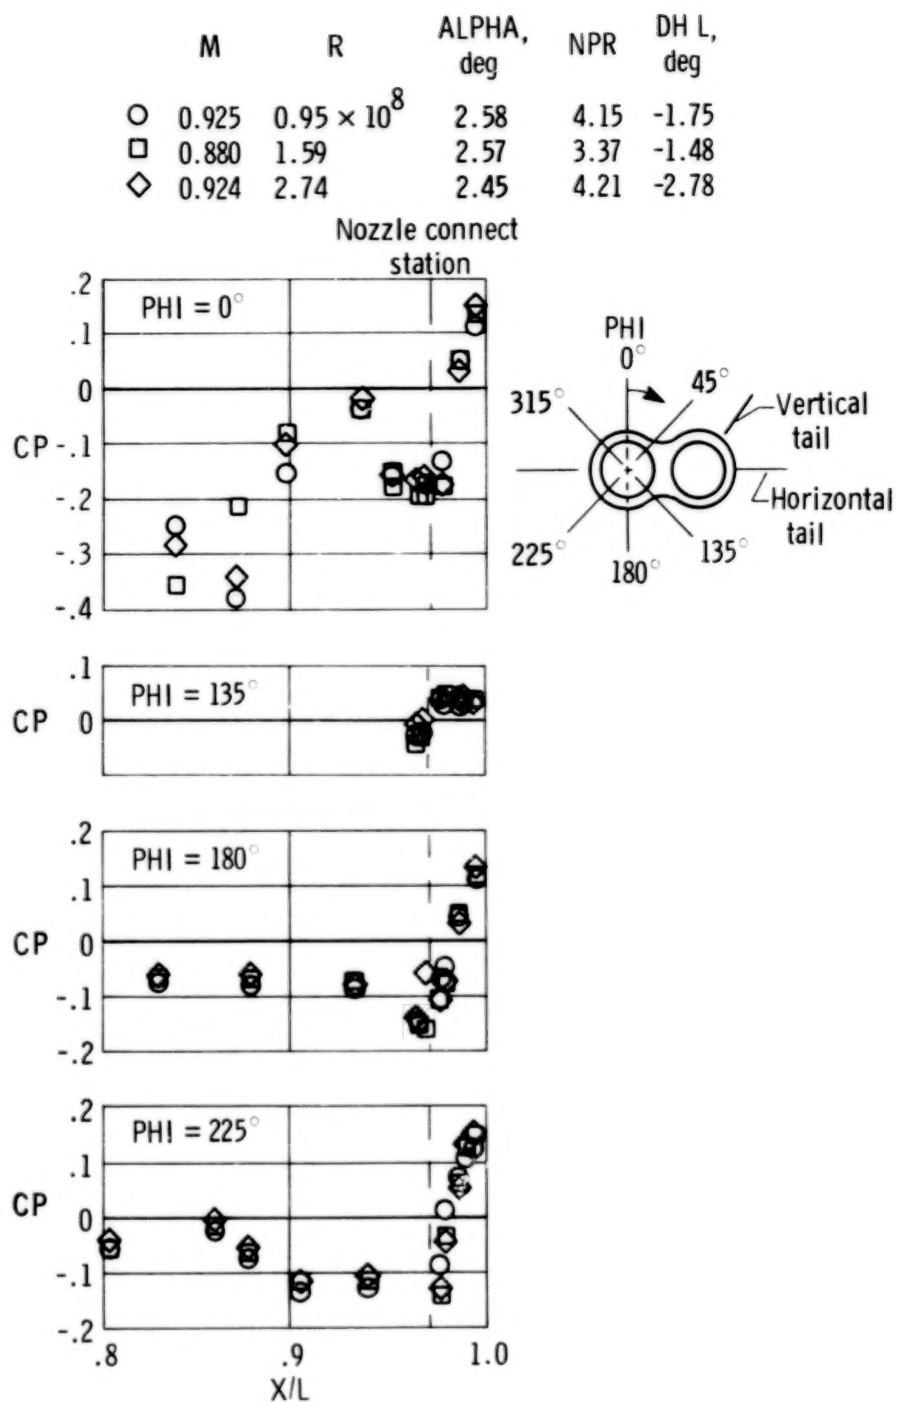 M R ALPHA, deg NPR DH L, deg
○ 0.925 0.95 × 10^8 2.58 4.15 -1.75
□ 0.880 1.59 2.57 3.37 -1.48
◇ 0.924 2.74 2.45 4.21 -2.78
Nozzle connect
station
PHI = 0°
.2
.1
0
CP -.1
-.2
-.3
-.4
PHI
0°
45°
315°
Vertical
tail
Horizontal
tail
225°
180°
135°
PHI = 135°
.1
CP 0
PHI = 180°
.2
.1
CP 0
-.1
-.2
PHI = 225°
.2
.1
CP
0
-.1
-.2
.8 .9 1.0
X/L